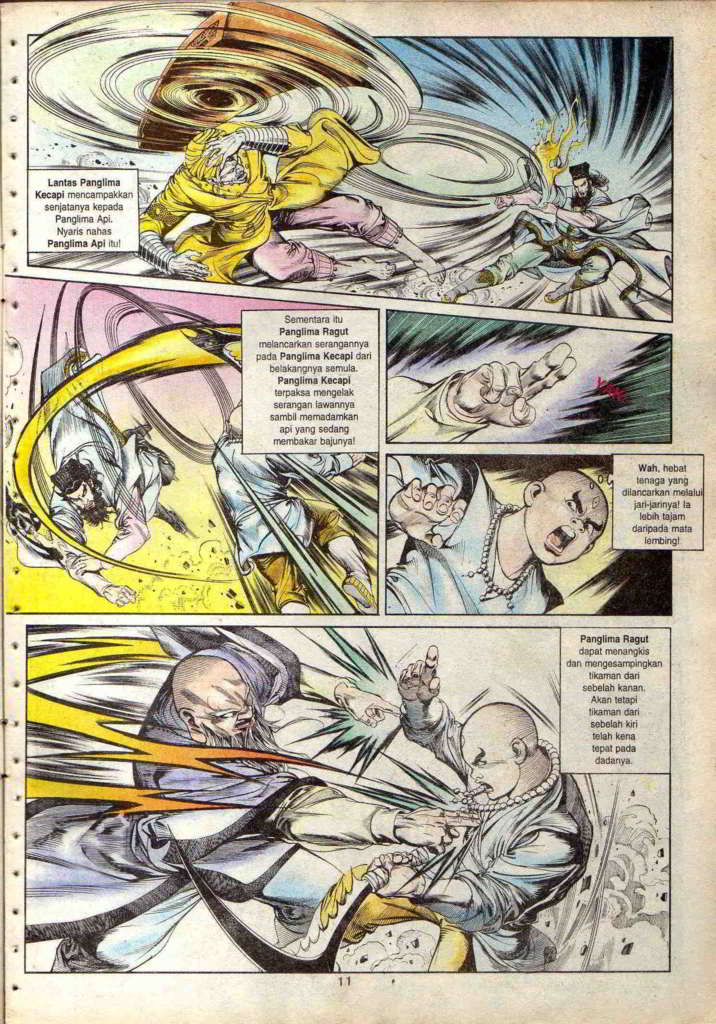 Lantas Panglima
Kecapi mencampakkan
senjatanya kepada
Panglima Api.
Nyaris nahas
Panglima Api itu!
Sementara itu
Panglima Ragut
melancarkan serangannya
pada Panglima Kecapi dari
belakangnya semula.
Panglima Kecapi
terpaksa mengelak
serangan lawannya
sambil memadamkan
api yang sedang
membakar bajunya!
Wah, hebat
tenaga yang
dilancarkan melalui
jari-jarinya! Ia
lebih tajam
daripada mata
lembing!
Panglima Ragut
dapat menangkis
dan mengesampingkan
tikaman dari
sebelah kanan.
Akan tetapi
tikaman dari
sebelah kiri
telah kena
tepat pada
dadanya.
11